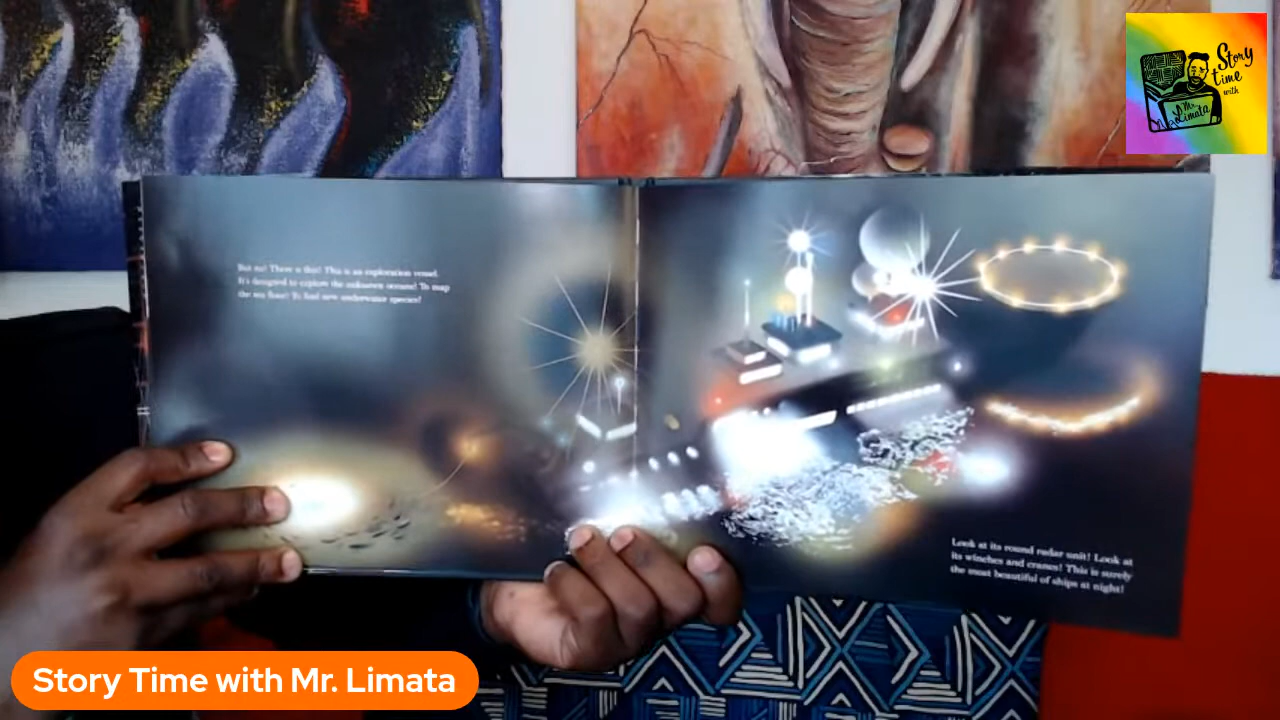 Story
time
with
Mr.
Limata
But no! There is this! This is an exploration vessel.
It's designed to explore the unknown oceans! To map
the sea floor! To find new underwater species!
Look at its round radar unit! Look at
its winches and cranes! This is surely
the most beautiful of ships at night!
Story Time with Mr. Limata